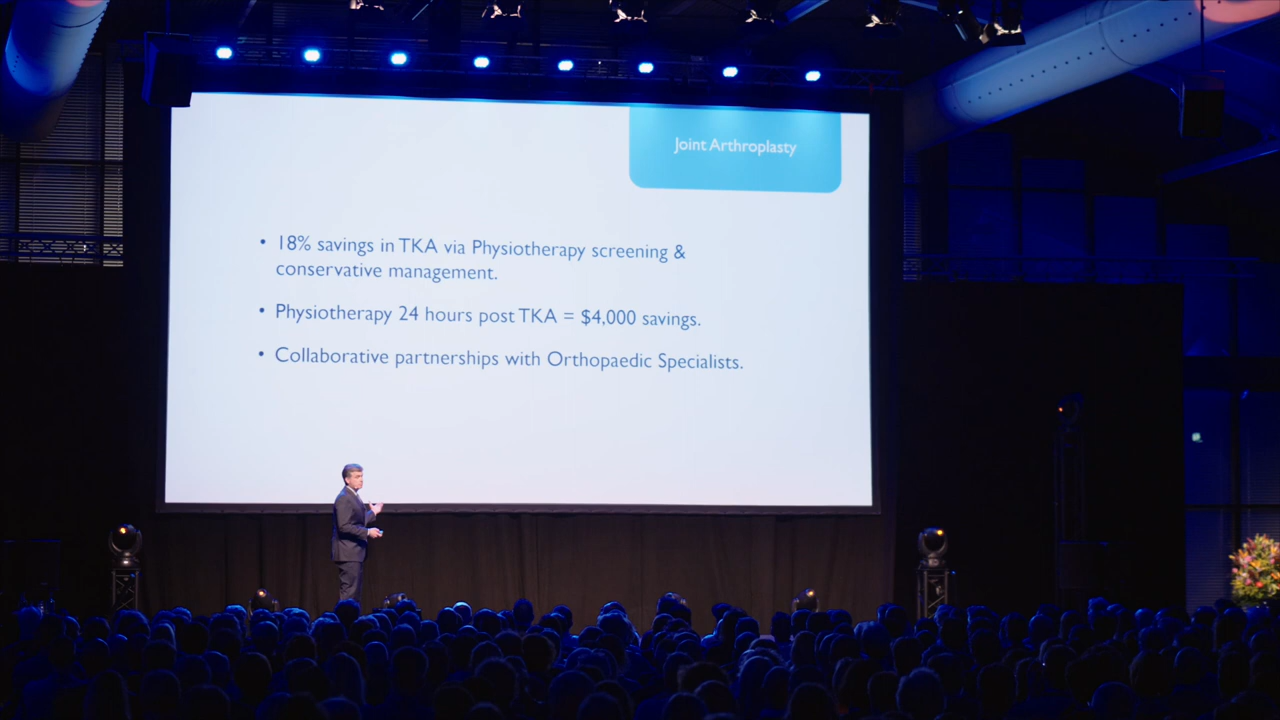 Joint Arthroplasty
• 18% savings in TKA via Physiotherapy screening &
conservative management.
• Physiotherapy 24 hours post TKA = $4,000 savings.
• Collaborative partnerships with Orthopaedic Specialists.